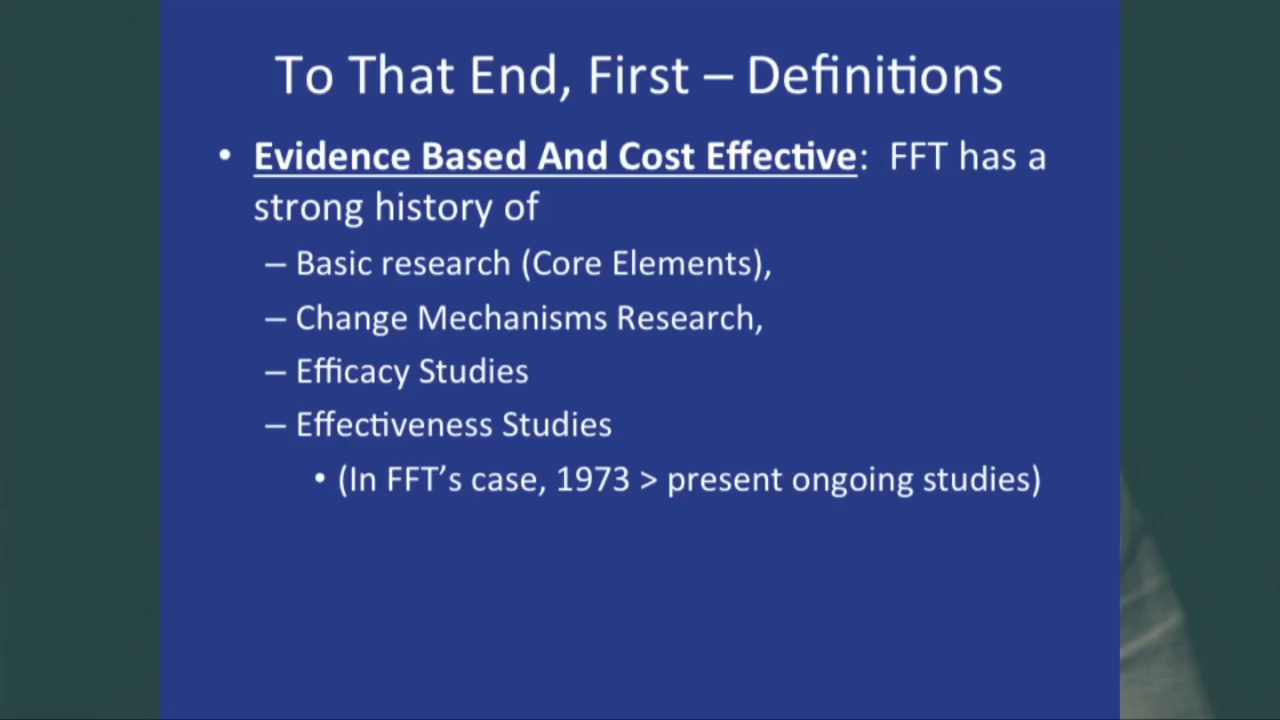 To That End, First – Definitions
• Evidence Based And Cost Effective: FFT has a
strong history of
– Basic research (Core Elements),
– Change Mechanisms Research,
– Efficacy Studies
– Effectiveness Studies
• (In FFT’s case, 1973 > present ongoing studies)